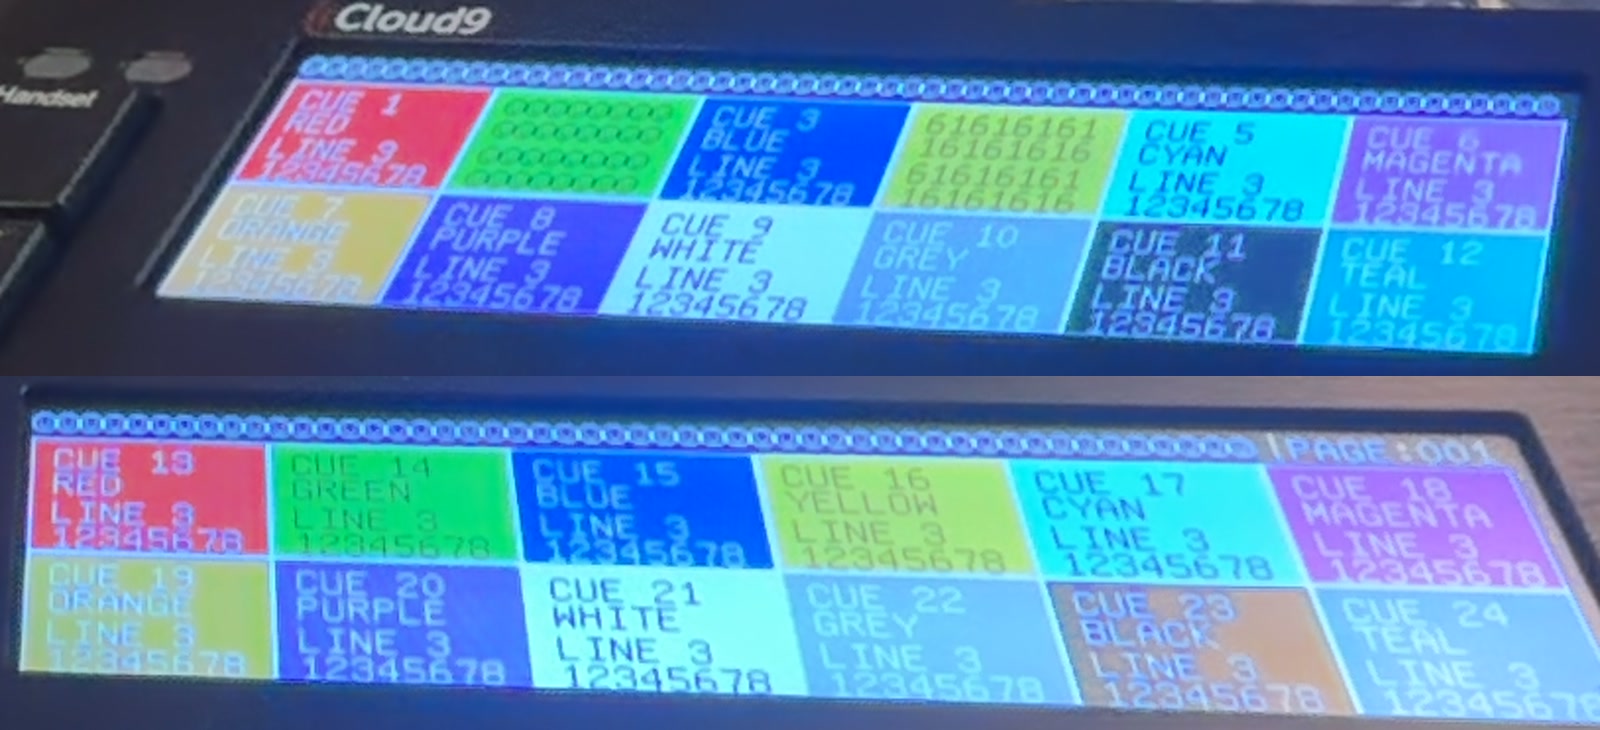 Cloud9
Handset
CUE 1
RED
LINE 3
12345678
CUE 3
BLUE
LINE 3
12345678
61616161
16161616
61616161
16161616
CUE 5
CYAN
LINE 3
12345678
CUE 6
MAGENTA
LINE 3
12345678
CUE 7
ORANGE
LINE 3
12345678
CUE 8
PURPLE
LINE 3
12345678
CUE 9
WHITE
LINE 3
12345678
CUE 10
GREY
LINE 3
12345678
CUE 11
BLACK
LINE 3
12345678
CUE 12
TEAL
LINE 3
12345678
|PAGE:001
CUE 13
RED
LINE 3
12345678
CUE 14
GREEN
LINE 3
12345678
CUE 15
BLUE
LINE 3
12345678
CUE 16
YELLOW
LINE 3
12345678
CUE 17
CYAN
LINE 3
12345678
CUE 18
MAGENTA
LINE 3
12345678
CUE 19
ORANGE
LINE 3
12345678
CUE 20
PURPLE
LINE 3
12345678
CUE 21
WHITE
LINE 3
12345678
CUE 22
GREY
LINE 3
12345678
CUE 23
BLACK
LINE 3
12345678
CUE 24
TEAL
LINE 3
12345678